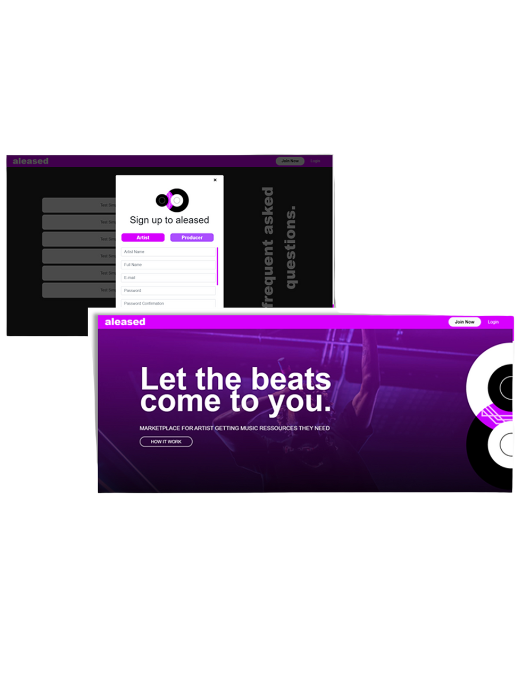 aleased
Join Now
Login
Sign up to aleased
Artist
Producer
Artist Name
Full Name
E-mail
Password
Password Confirmation
frequent asked
questions.
aleased
Join Now
Login
Let the beats
come to you.
MARKETPLACE FOR ARTIST GETTING MUSIC RESSOURCES THEY NEED
HOW IT WORK